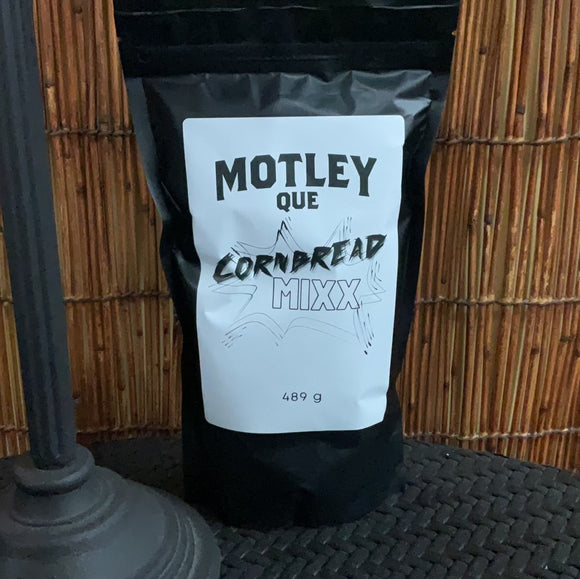 MOTLEY
QUE
CORNBREAD
MIXX
489 g